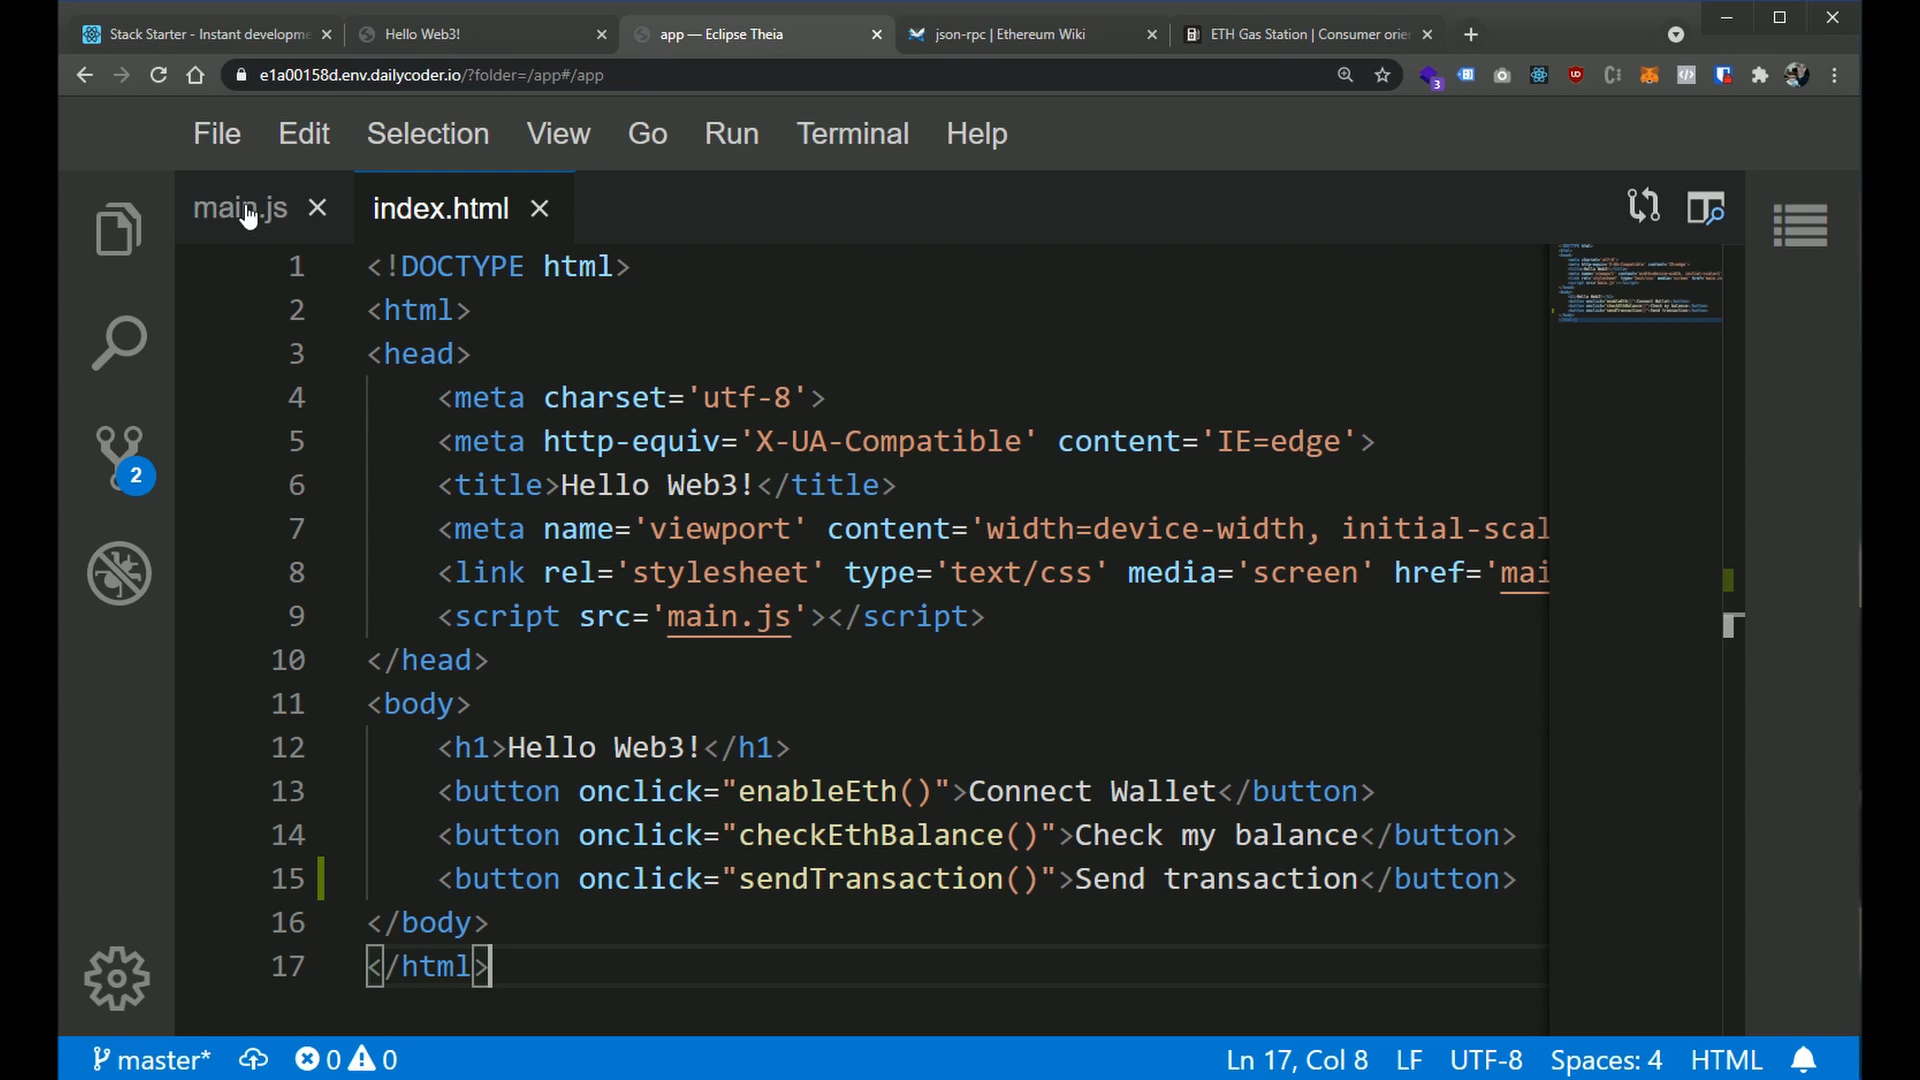 Stack Starter - Instant developme
Hello Web3!
app — Eclipse Theia
json-rpc | Ethereum Wiki
ETH Gas Station | Consumer orien
e1a00158d.env.dailycoder.io/?folder=/app#/app
3
File Edit Selection View Go Run Terminal Help
main.js
index.html
1 <!DOCTYPE html>
2 <html>
3 <head>
4 <meta charset='utf-8'>
5 <meta http-equiv='X-UA-Compatible' content='IE=edge'>
6 <title>Hello Web3!</title>
7 <meta name='viewport' content='width=device-width, initial-scal
8 <link rel='stylesheet' type='text/css' media='screen' href='mai
9 <script src='main.js'></script>
10 </head>
11 <body>
12 <h1>Hello Web3!</h1>
13 <button onclick="enableEth()">Connect Wallet</button>
14 <button onclick="checkEthBalance()">Check my balance</button>
15 <button onclick="sendTransaction()">Send transaction</button>
16 </body>
17 </html>
2
master* 0 0 Ln 17, Col 8 LF UTF-8 Spaces: 4 HTML